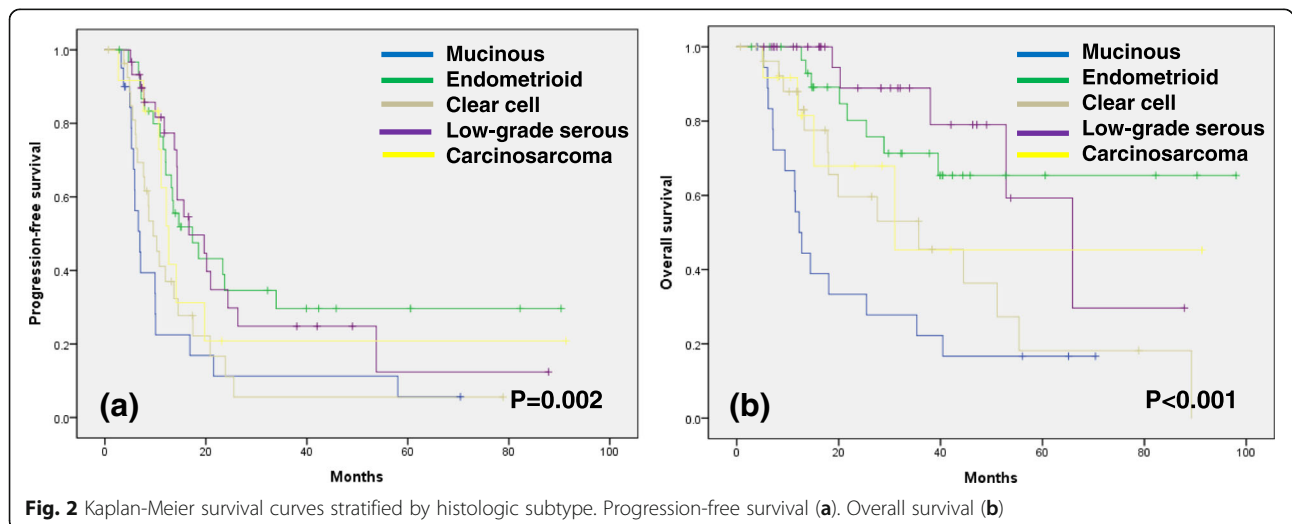 1.0
0.8
0.6
0.4
0.2
0.0
Progression-free survival
Mucinous
Endometrioid
Clear cell
Low-grade serous
Carcinosarcoma
(a)
P=0.002
0 20 40 60 80 100
Months
1.0
0.8
0.6
0.4
0.2
0.0
Overall survival
Mucinous
Endometrioid
Clear cell
Low-grade serous
Carcinosarcoma
(b)
P<0.001
0 20 40 60 80 100
Months
Fig. 2 Kaplan-Meier survival curves stratified by histologic subtype. Progression-free survival (a). Overall survival (b)